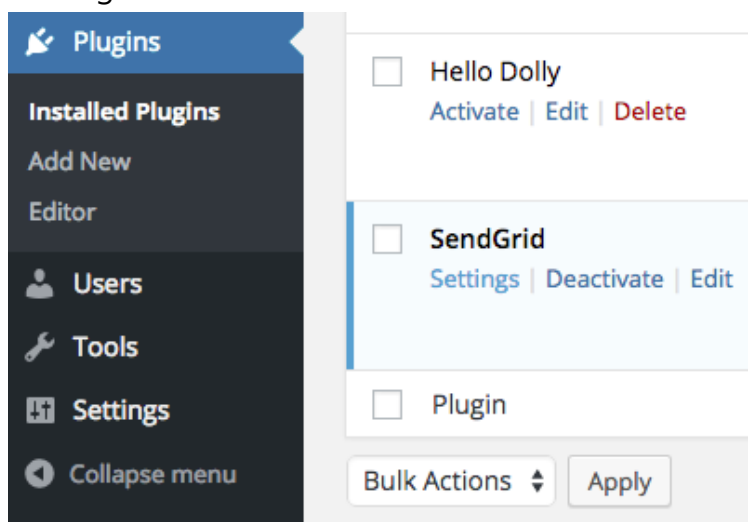 Plugins
Installed Plugins
Add New
Editor
Users
Tools
Settings
Collapse menu
Hello Dolly
Activate | Edit | Delete
SendGrid
Settings | Deactivate | Edit
Plugin
Bulk Actions
Apply